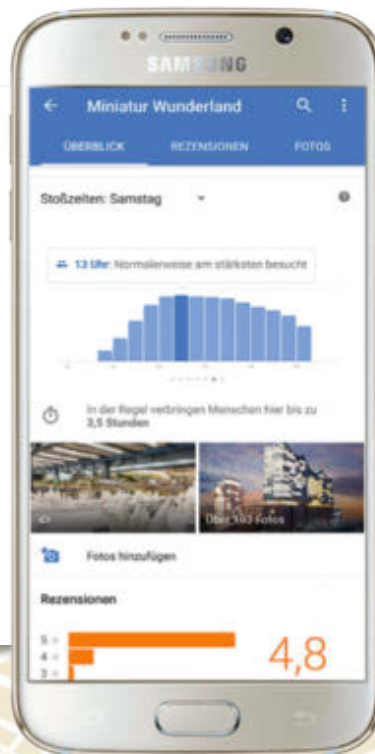 SAMSUNG
Miniatur Wunderland
ÜBERBLICK REZENSIONEN FOTOS
Stoßzeiten: Samstag
13 Uhr: Normalerweise am stärksten besucht
In der Regel verbringen Menschen hier bis zu
3,5 Stunden
Über 193 Fotos
Fotos hinzufügen
Rezensionen
5
4
3
4,8